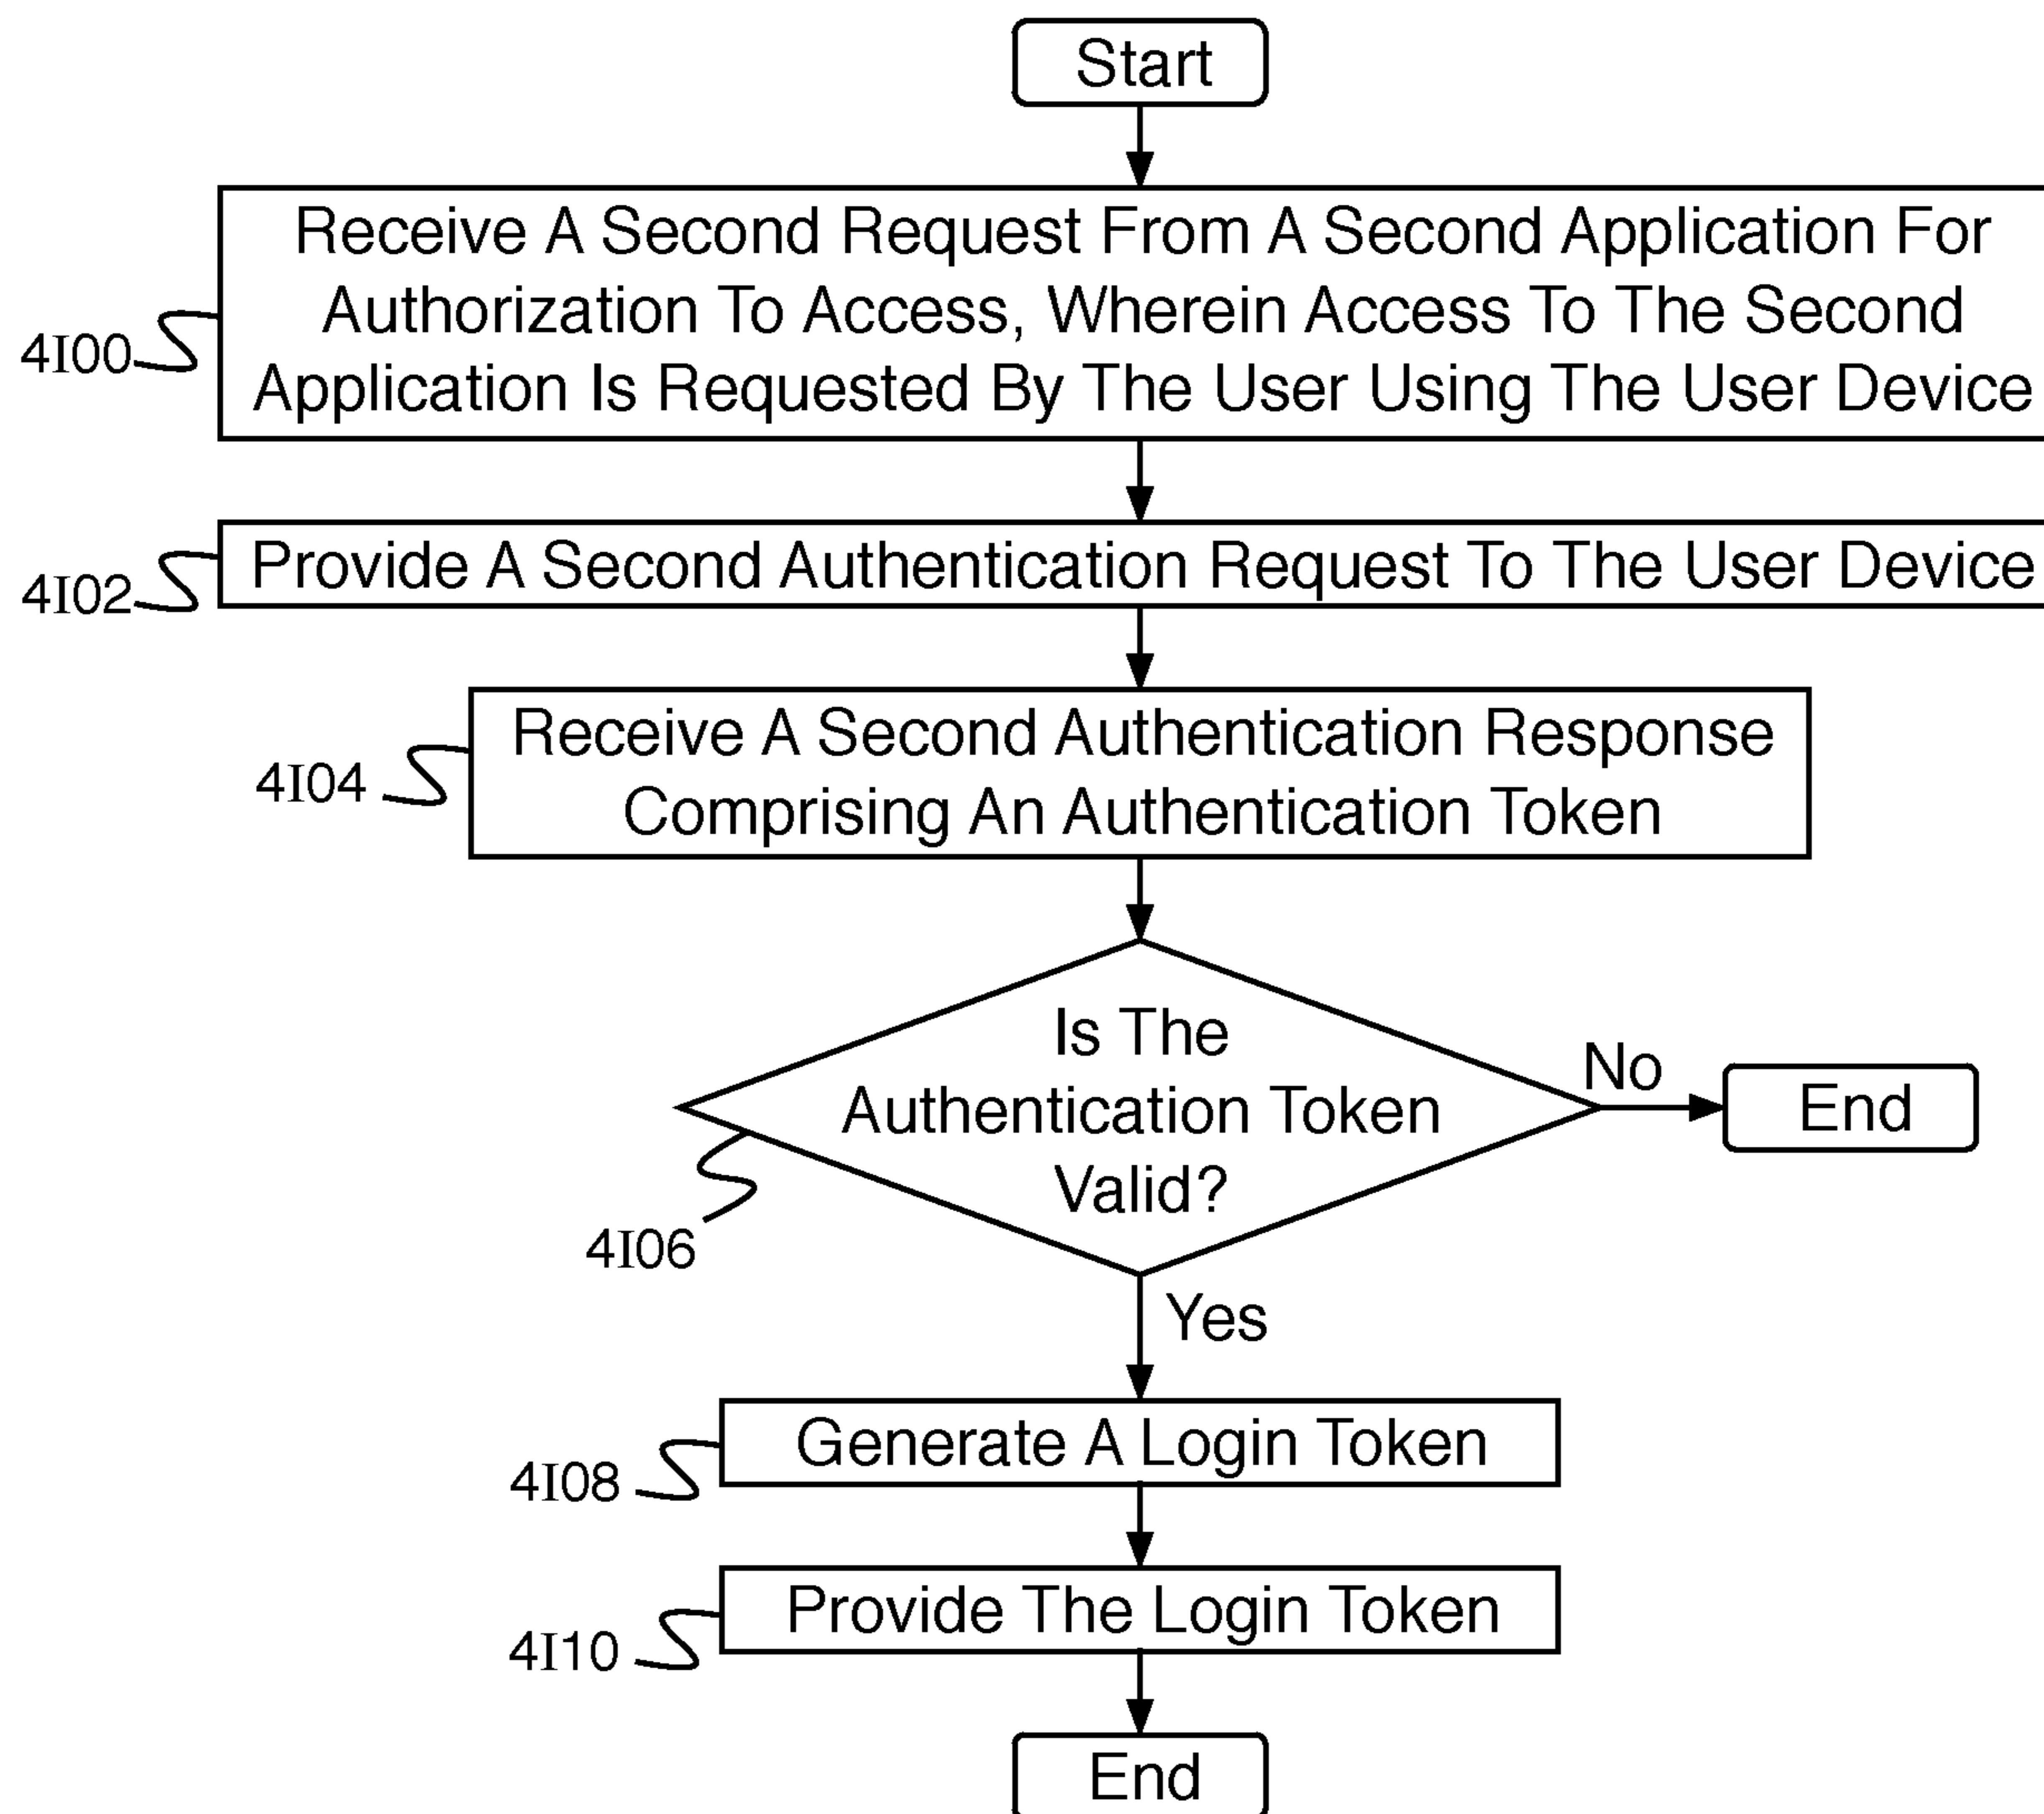 Start
Receive A Second Request From A Second Application For
Authorization To Access, Wherein Access To The Second
Application Is Requested By The User Using The User Device
4I00
Provide A Second Authentication Request To The User Device
4I02
Receive A Second Authentication Response
Comprising An Authentication Token
4I04
Is The
Authentication Token
Valid?
No
End
4I06
Yes
Generate A Login Token
4I08
Provide The Login Token
4I10
End